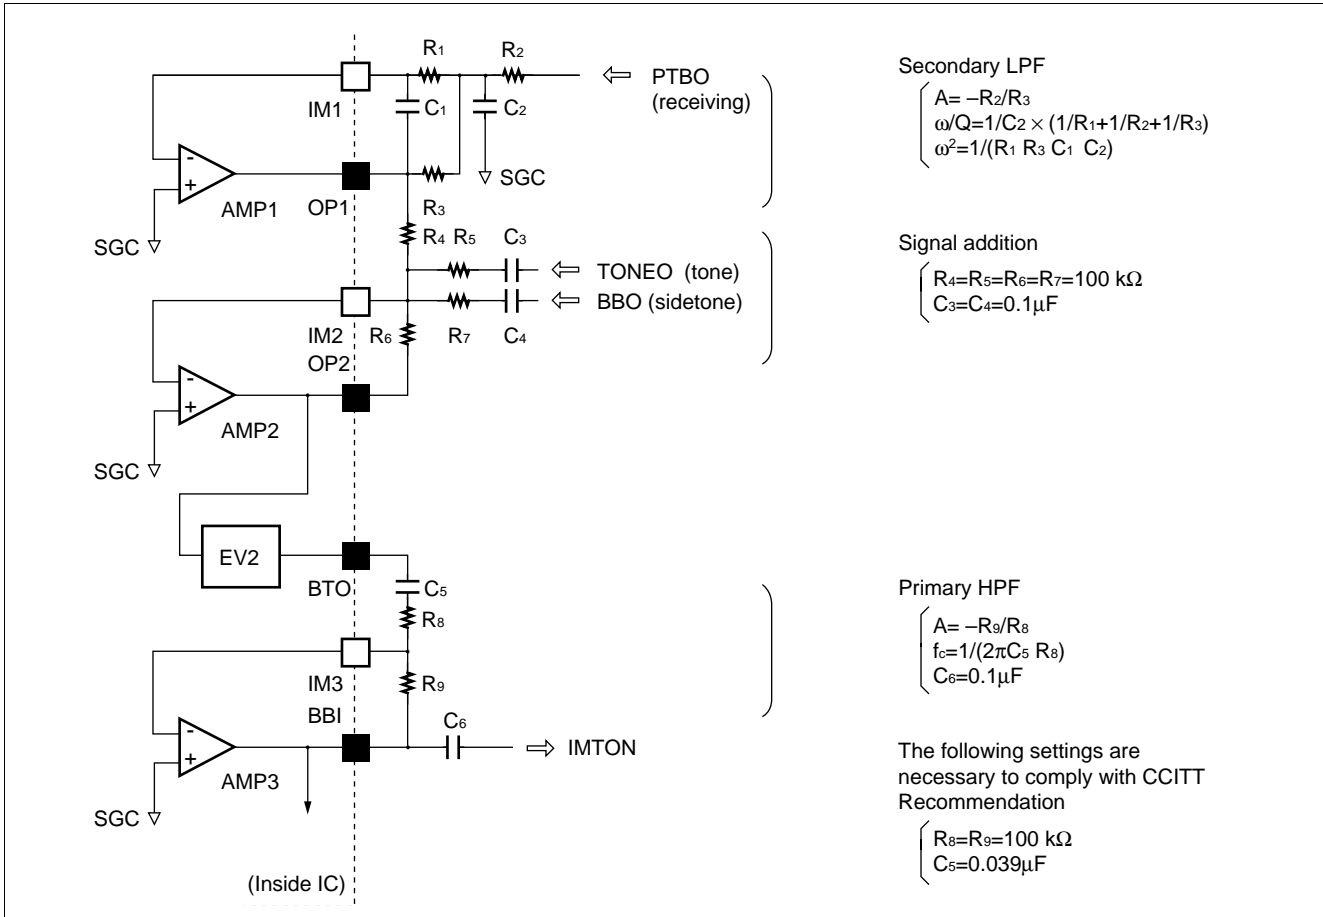 R1
R2
PTBO
(receiving)
IM1
C1
C2
-
+
AMP1
OP1
SGC
SGC
R3
R4
R5
C3
TONEO (tone)
BBO (sidetone)
IM2
R6
R7
C4
OP2
-
+
AMP2
SGC
EV2
BTO
C5
R8
IM3
R9
BBI
C6
IMTON
-
+
AMP3
SGC
(Inside IC)
Secondary LPF
A= −R2/R3
ω/Q=1/C2 × (1/R1+1/R2+1/R3)
ω²=1/(R1 R3 C1 C2)
Signal addition
R4=R5=R6=R7=100 kΩ
C3=C4=0.1μF
Primary HPF
A= −R9/R8
fc=1/(2πC5 R8)
C6=0.1μF
The following settings are
necessary to comply with CCITT
Recommendation
R8=R9=100 kΩ
C5=0.039μF